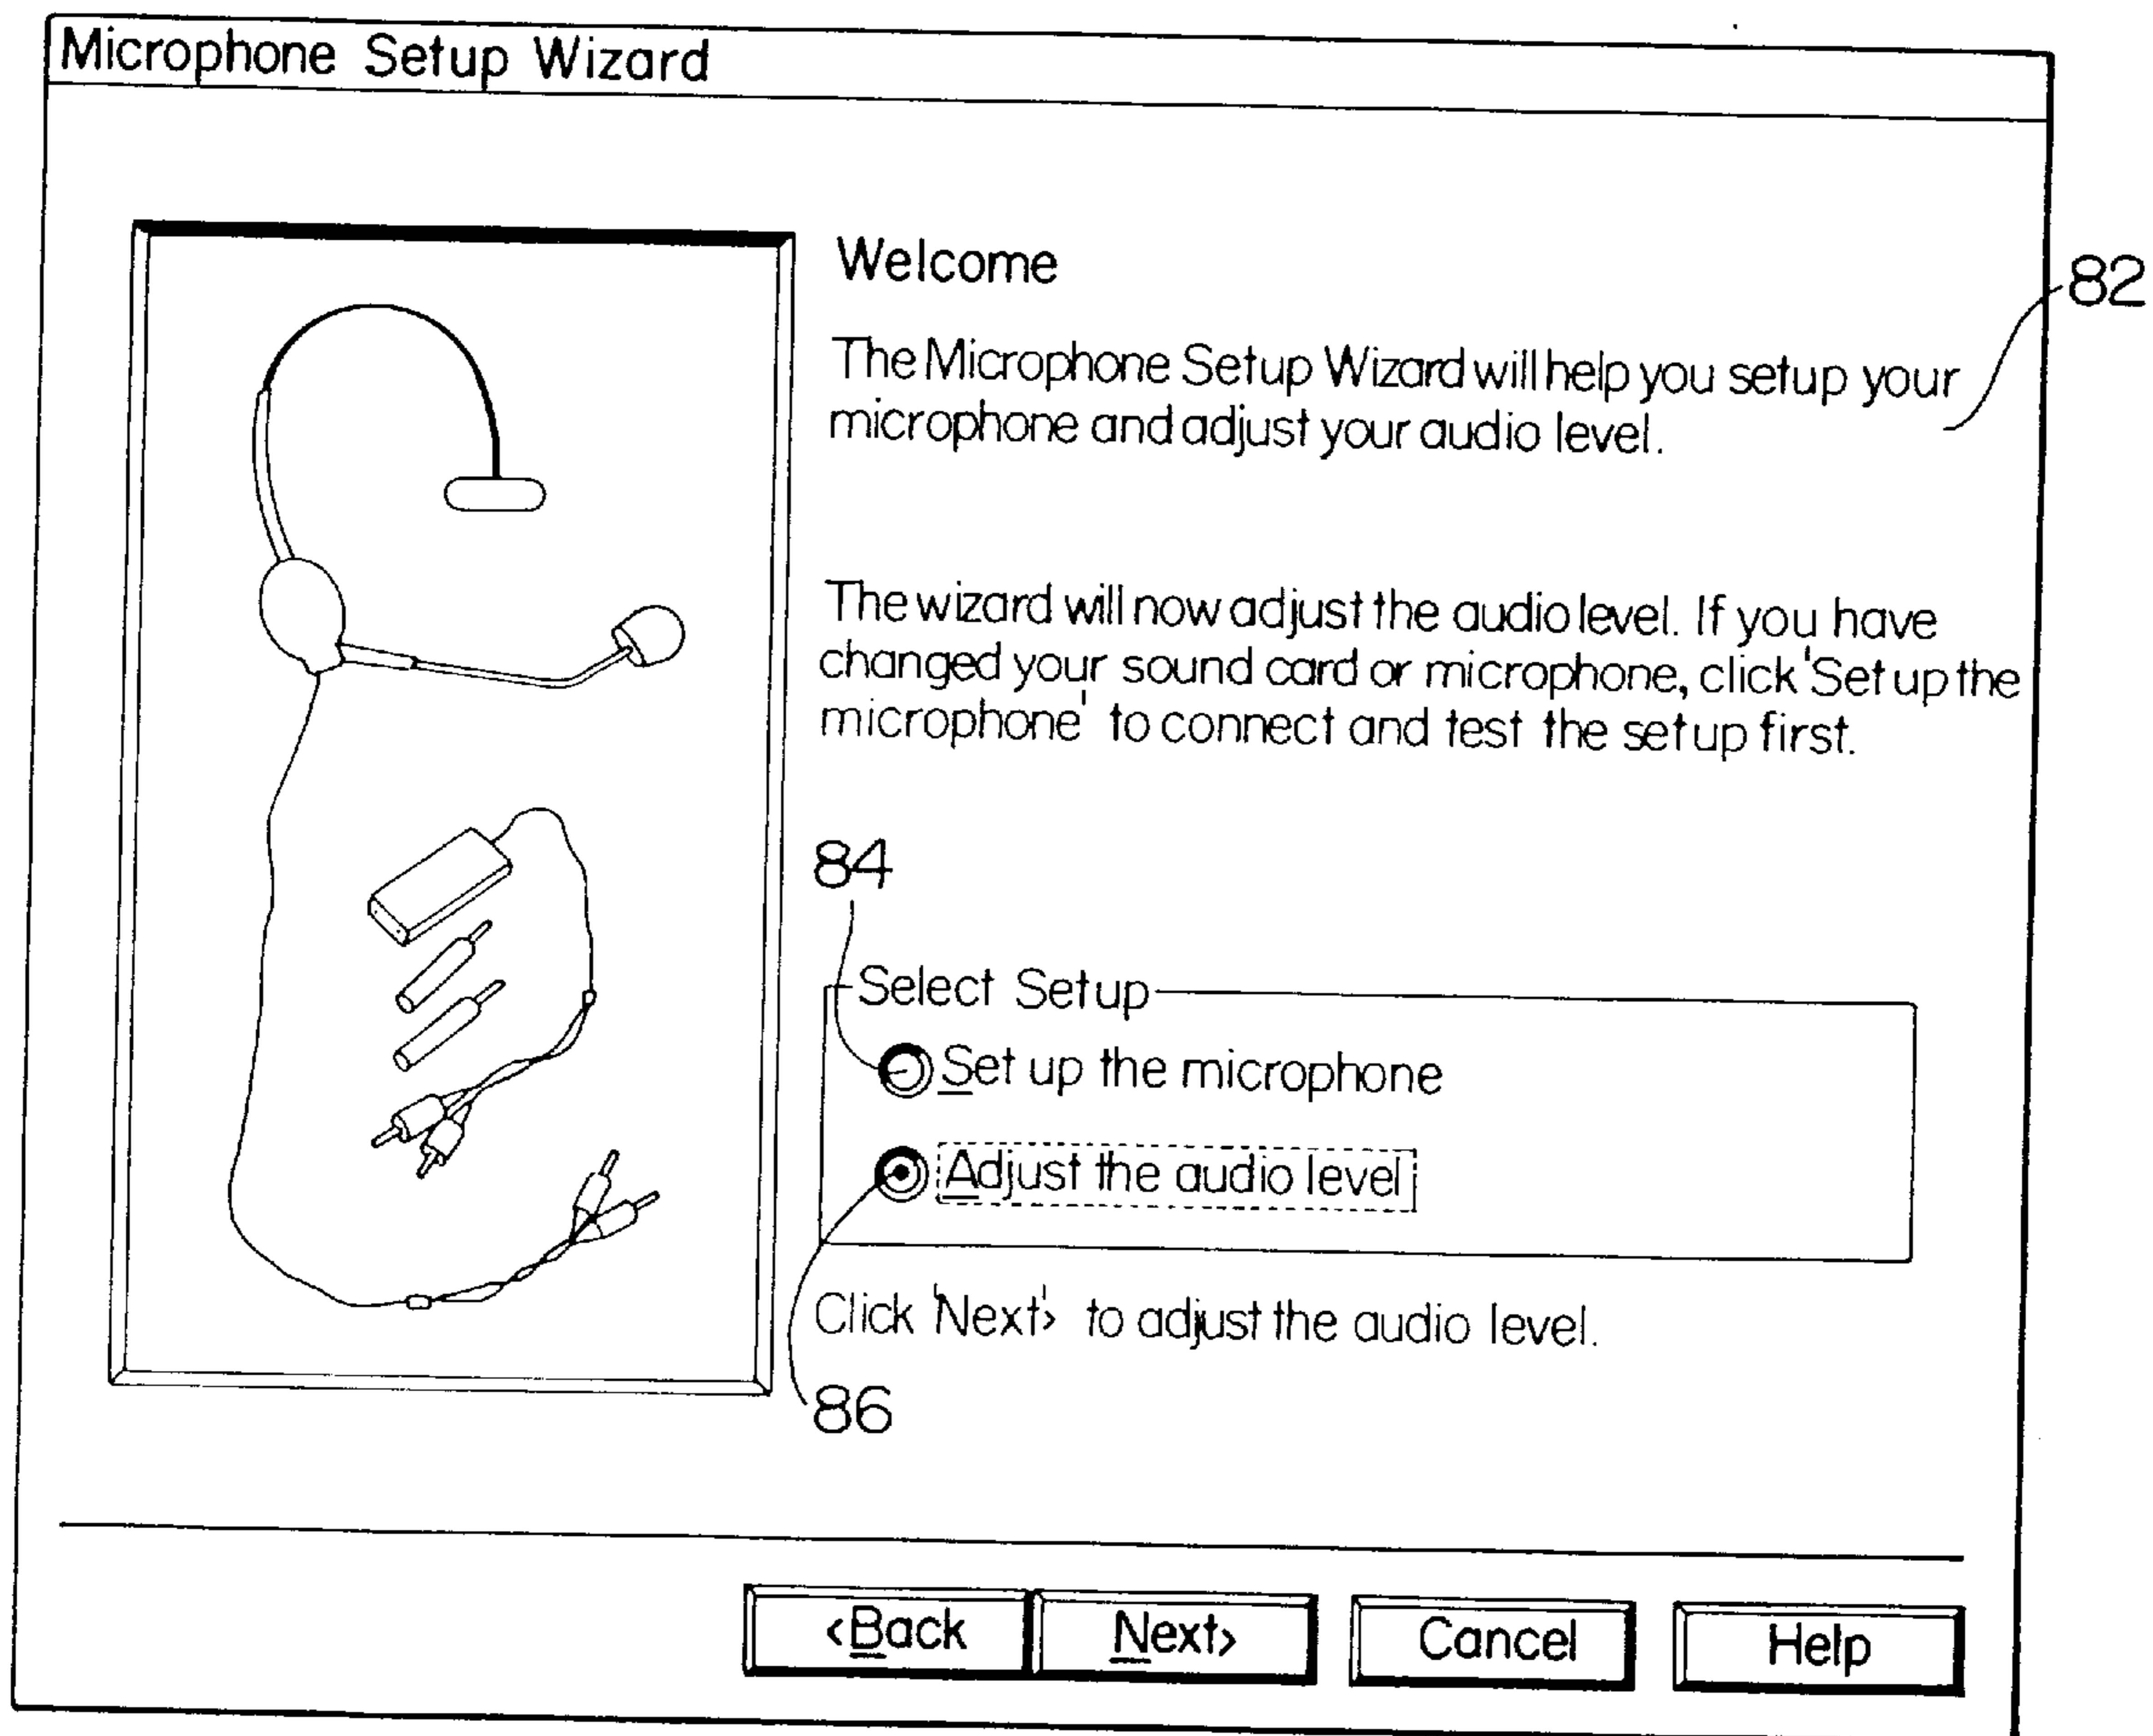 Microphone Setup Wizard
Welcome
82
The Microphone Setup Wizard will help you setup your
microphone and adjust your audio level.
The wizard will now adjust the audio level. If you have
changed your sound card or microphone, click 'Set up the
microphone' to connect and test the setup first.
84
Select Setup
Set up the microphone
Adjust the audio level
Click 'Next>' to adjust the audio level.
86
<Back Next> Cancel Help